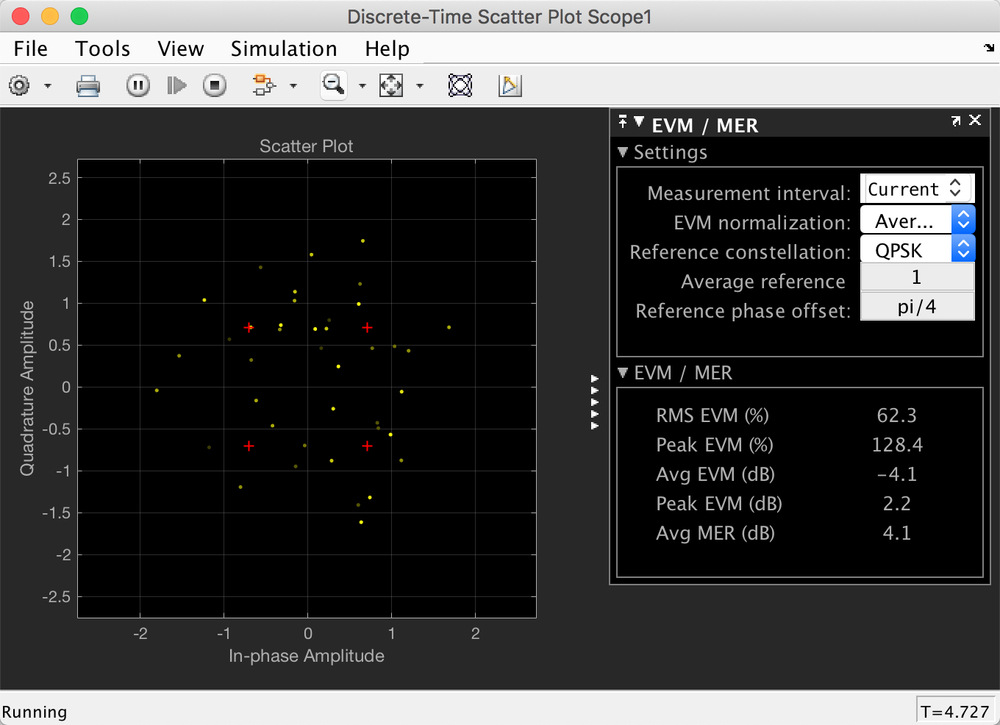 Discrete-Time Scatter Plot Scope1
File Tools View Simulation Help
Scatter Plot
2.5
2
1.5
1
0.5
0
-0.5
-1
-1.5
-2
-2.5
Quadrature Amplitude
-2 -1 0 1 2
In-phase Amplitude
EVM / MER
Settings
Measurement interval: Current
EVM normalization: Aver...
Reference constellation: QPSK
Average reference 1
Reference phase offset: pi/4
EVM / MER
RMS EVM (%) 62.3
Peak EVM (%) 128.4
Avg EVM (dB) -4.1
Peak EVM (dB) 2.2
Avg MER (dB) 4.1
Running T=4.727